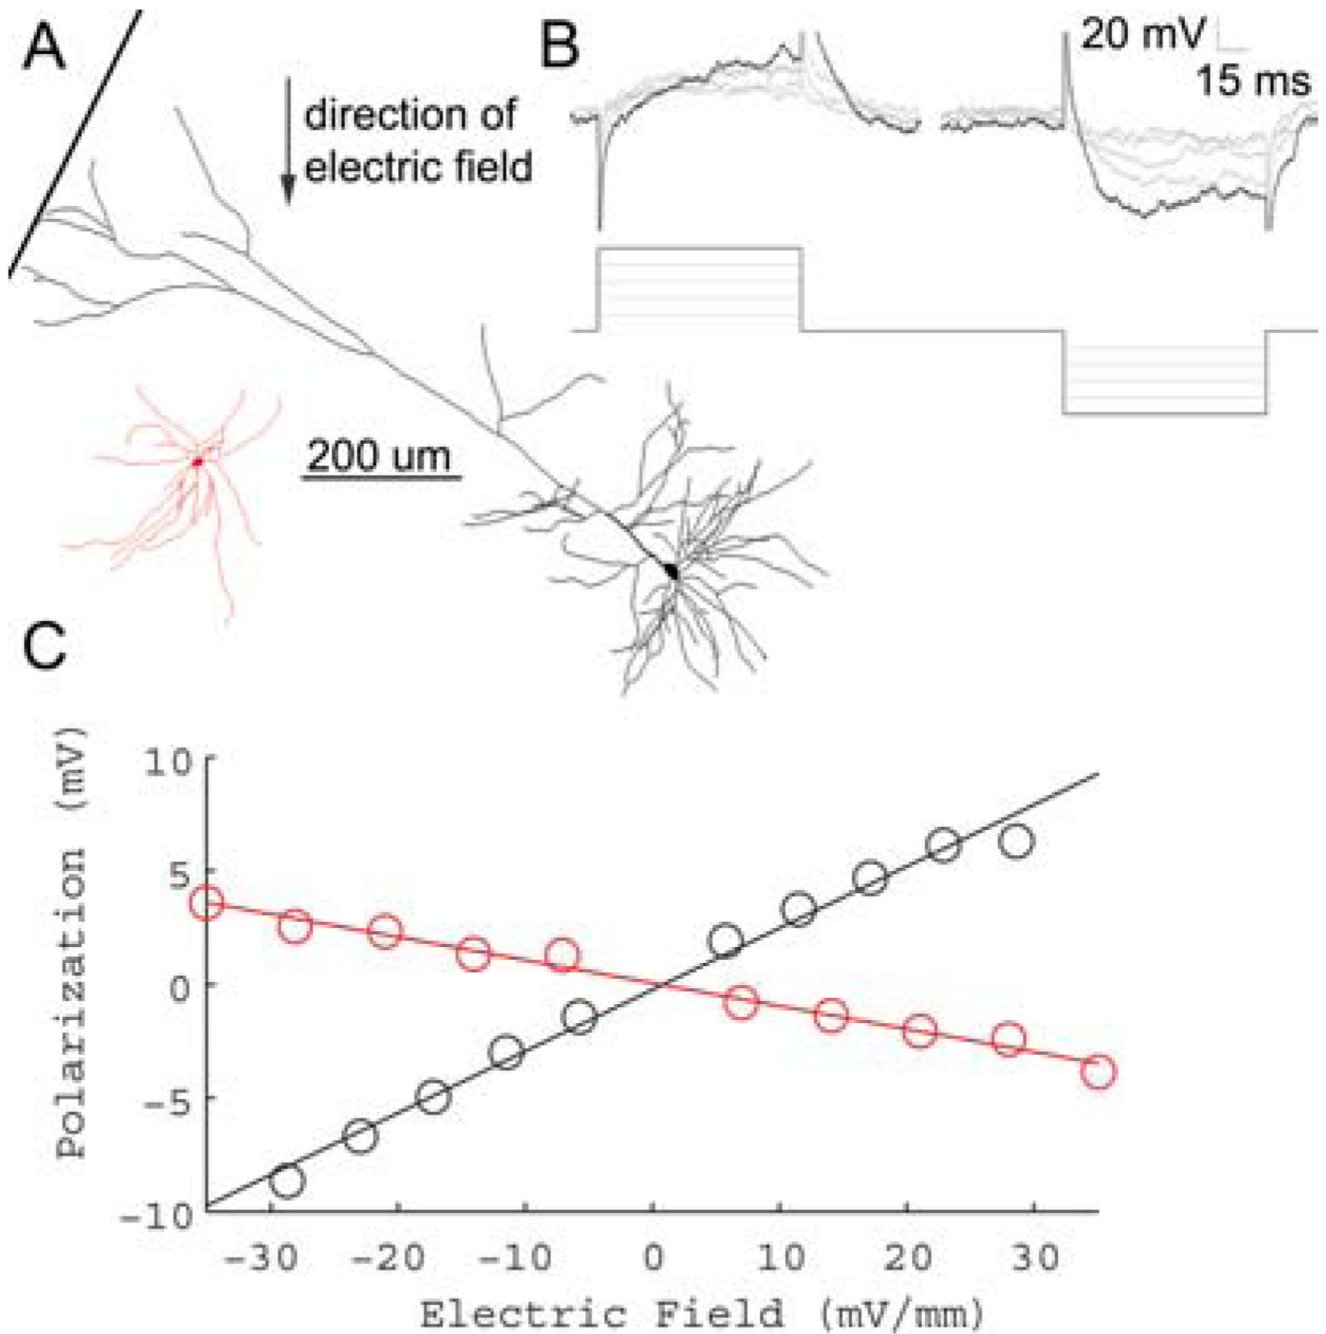 A
direction of
electric field
200 um
B
20 mV
15 ms
C
Polarization (mV)
10
5
0
-5
-10
-30 -20 -10 0 10 20 30
Electric Field (mV/mm)